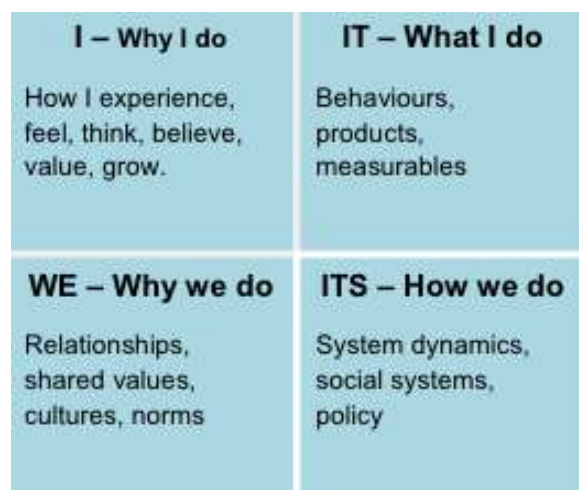 I – Why I do
How I experience,
feel, think, believe,
value, grow.
IT – What I do
Behaviours,
products,
measurables
WE – Why we do
Relationships,
shared values,
cultures, norms
ITS – How we do
System dynamics,
social systems,
policy